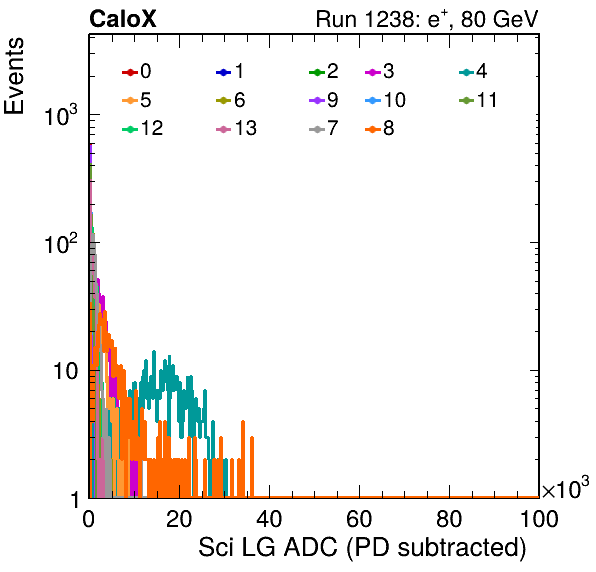 CaloX Run 1238: e⁺, 80 GeV
Events
0 1 2 3 4
5 6 9 10 11
12 13 7 8
10³
10²
10
1
0 20 40 60 80 100
×10³
Sci LG ADC (PD subtracted)